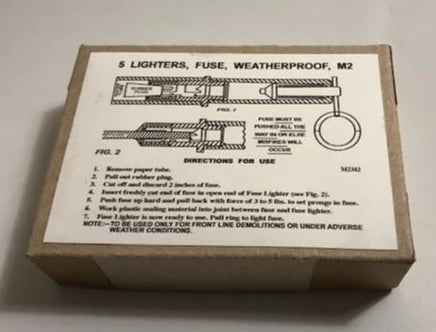 5 LIGHTERS, FUSE, WEATHERPROOF, M2
RUBBER
PLUG
FIG. 1
FUSE MUST BE
PUSHED ALL THE
WAY IN OR ELSE
MISFIRES WILL
OCCUR
FIG. 2
DIRECTIONS FOR USE
M2342
1. Remove paper tube.
2. Pull out rubber plug.
3. Cut off and discard 2 inches of fuse.
4. Insert freshly cut end of fuse in open end of Fuse Lighter (see Fig. 2).
5. Push fuse up hard and pull back with force of 3 to 5 lbs. to set prongs in fuse.
6. Work plastic sealing material into joint between fuse and fuse lighter.
7. Fuse Lighter is now ready to use. Pull ring to light fuse.
NOTE:—TO BE USED ONLY FOR FRONT LINE DEMOLITIONS OR UNDER ADVERSE
WEATHER CONDITIONS.